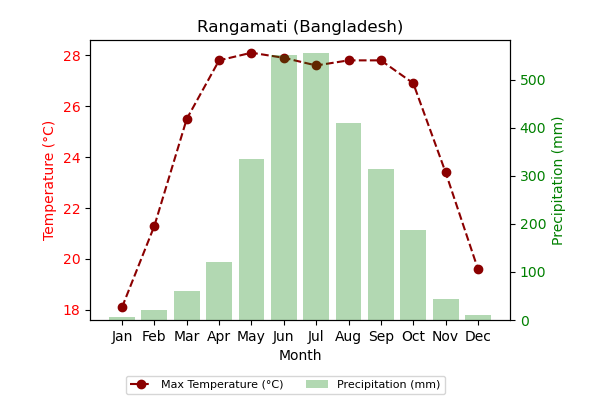 Rangamati (Bangladesh)
28
26
24
22
20
18
Temperature (°C)
500
400
300
200
100
0
Precipitation (mm)
Jan Feb Mar Apr May Jun Jul Aug Sep Oct Nov Dec
Month
Max Temperature (°C) Precipitation (mm)